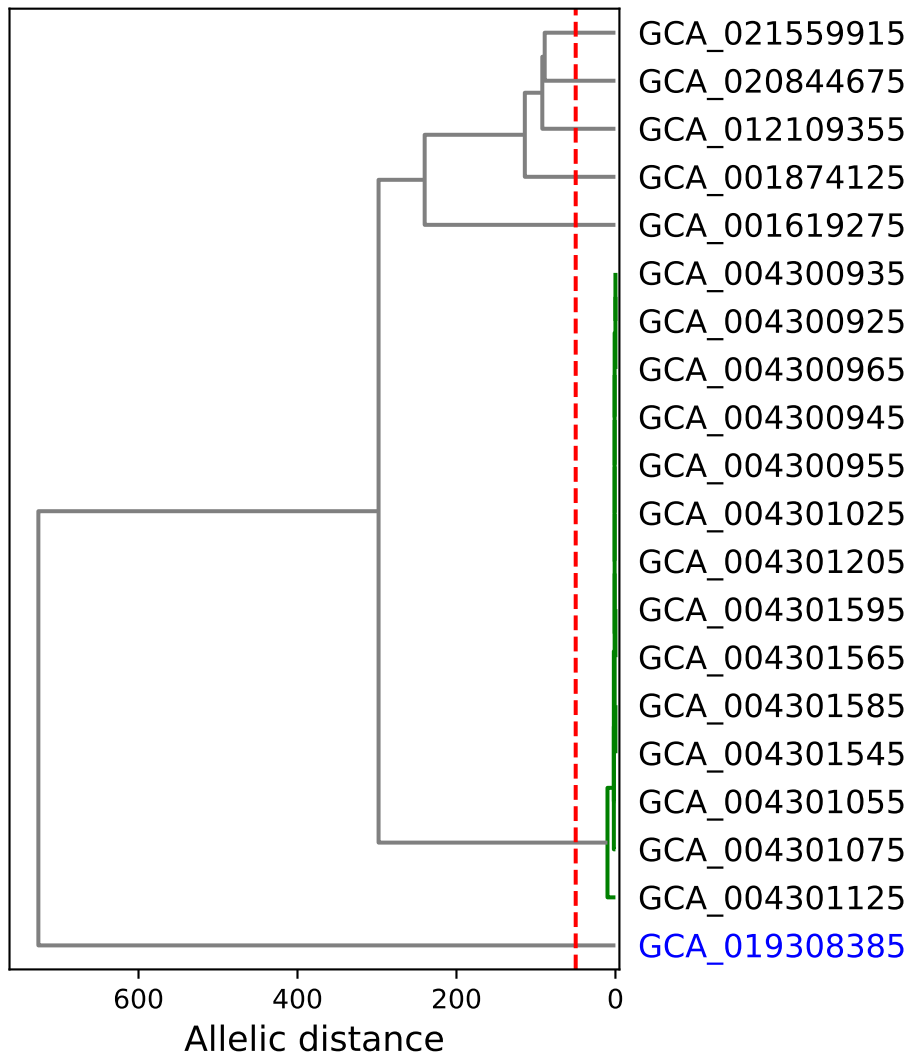 GCA_021559915
GCA_020844675
GCA_012109355
GCA_001874125
GCA_001619275
GCA_004300935
GCA_004300925
GCA_004300965
GCA_004300945
GCA_004300955
GCA_004301025
GCA_004301205
GCA_004301595
GCA_004301565
GCA_004301585
GCA_004301545
GCA_004301055
GCA_004301075
GCA_004301125
GCA_019308385
600 400 200 0
Allelic distance